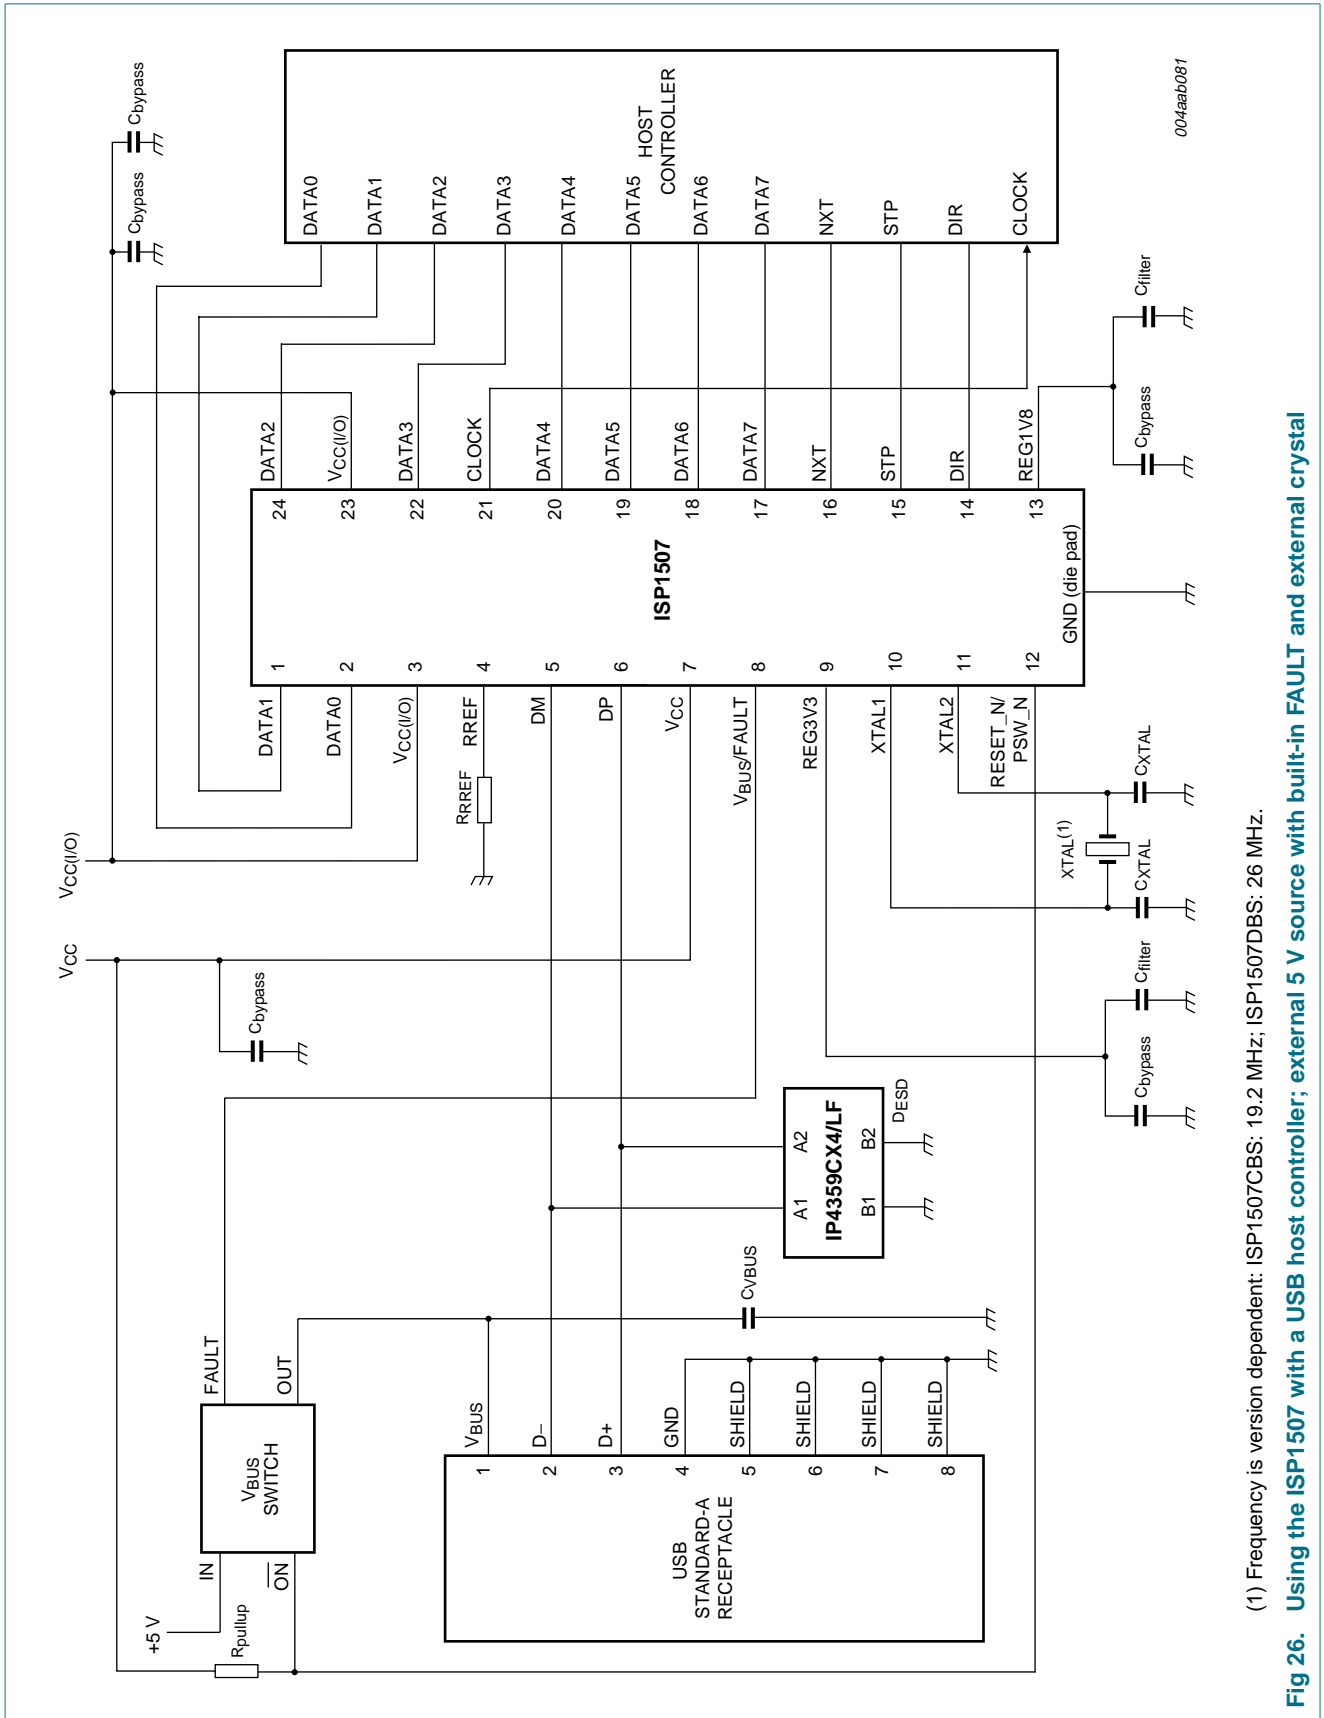 VCC(I/O)
VCC
Cbypass
Cbypass
Cbypass
+5 V
Rpullup
IN
ON
VBUS
SWITCH
FAULT
OUT
USB
STANDARD-A
RECEPTACLE
1
2
3
4
5
6
7
8
VBUS
D−
D+
GND
SHIELD
SHIELD
SHIELD
SHIELD
CVBUS
IP4359CX4/LF
A1
A2
B1
B2
DESD
RRREF
DATA1
DATA0
VCC(I/O)
RREF
DM
DP
VCC
VBUS/FAULT
REG3V3
XTAL1
XTAL2
RESET_N/
PSW_N
1
2
3
4
5
6
7
8
9
10
11
12
ISP1507
GND (die pad)
24
23
22
21
20
19
18
17
16
15
14
13
DATA2
VCC(I/O)
DATA3
CLOCK
DATA4
DATA5
DATA6
DATA7
NXT
STP
DIR
REG1V8
DATA0
DATA1
DATA2
DATA3
DATA4
DATA5
DATA6
DATA7
NXT
STP
DIR
CLOCK
HOST
CONTROLLER
Cbypass
Cfilter
CXTAL
XTAL(1)
CXTAL
Cbypass
Cfilter
004aab081
(1) Frequency is version dependent: ISP1507CBS: 19.2 MHz; ISP1507DBS: 26 MHz.
Fig 26. Using the ISP1507 with a USB host controller; external 5 V source with built-in FAULT and external crystal